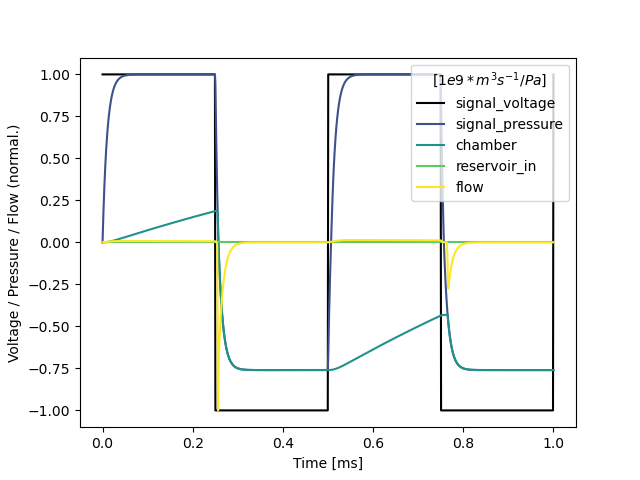 [1e9 * m³s⁻¹/Pa]
signal_voltage
signal_pressure
chamber
reservoir_in
flow
Voltage / Pressure / Flow (normal.)
1.00
0.75
0.50
0.25
0.00
−0.25
−0.50
−0.75
−1.00
0.0 0.2 0.4 0.6 0.8 1.0
Time [ms]